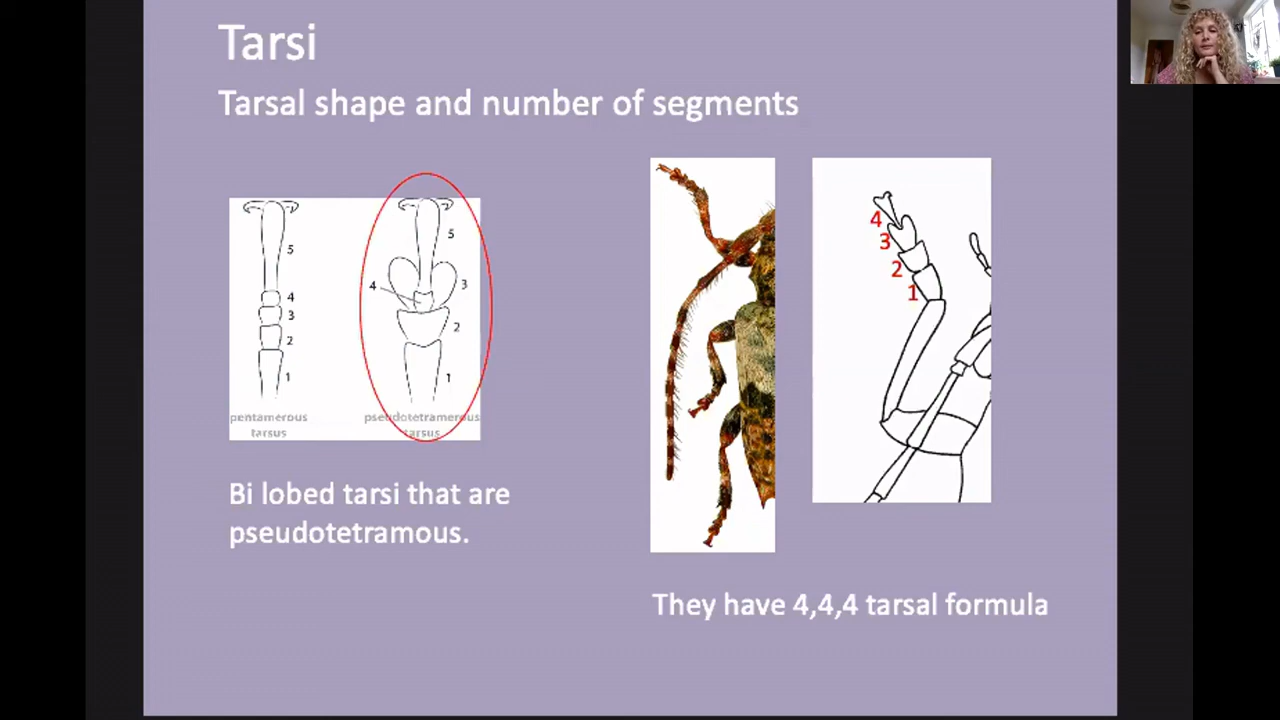 Tarsi
Tarsal shape and number of segments
5
4
3
2
1
pentamerous
tarsus
5
4
3
2
1
pseudotetramerous
tarsus
4
3
2
1
Bi lobed tarsi that are
pseudotetramous.
They have 4,4,4 tarsal formula